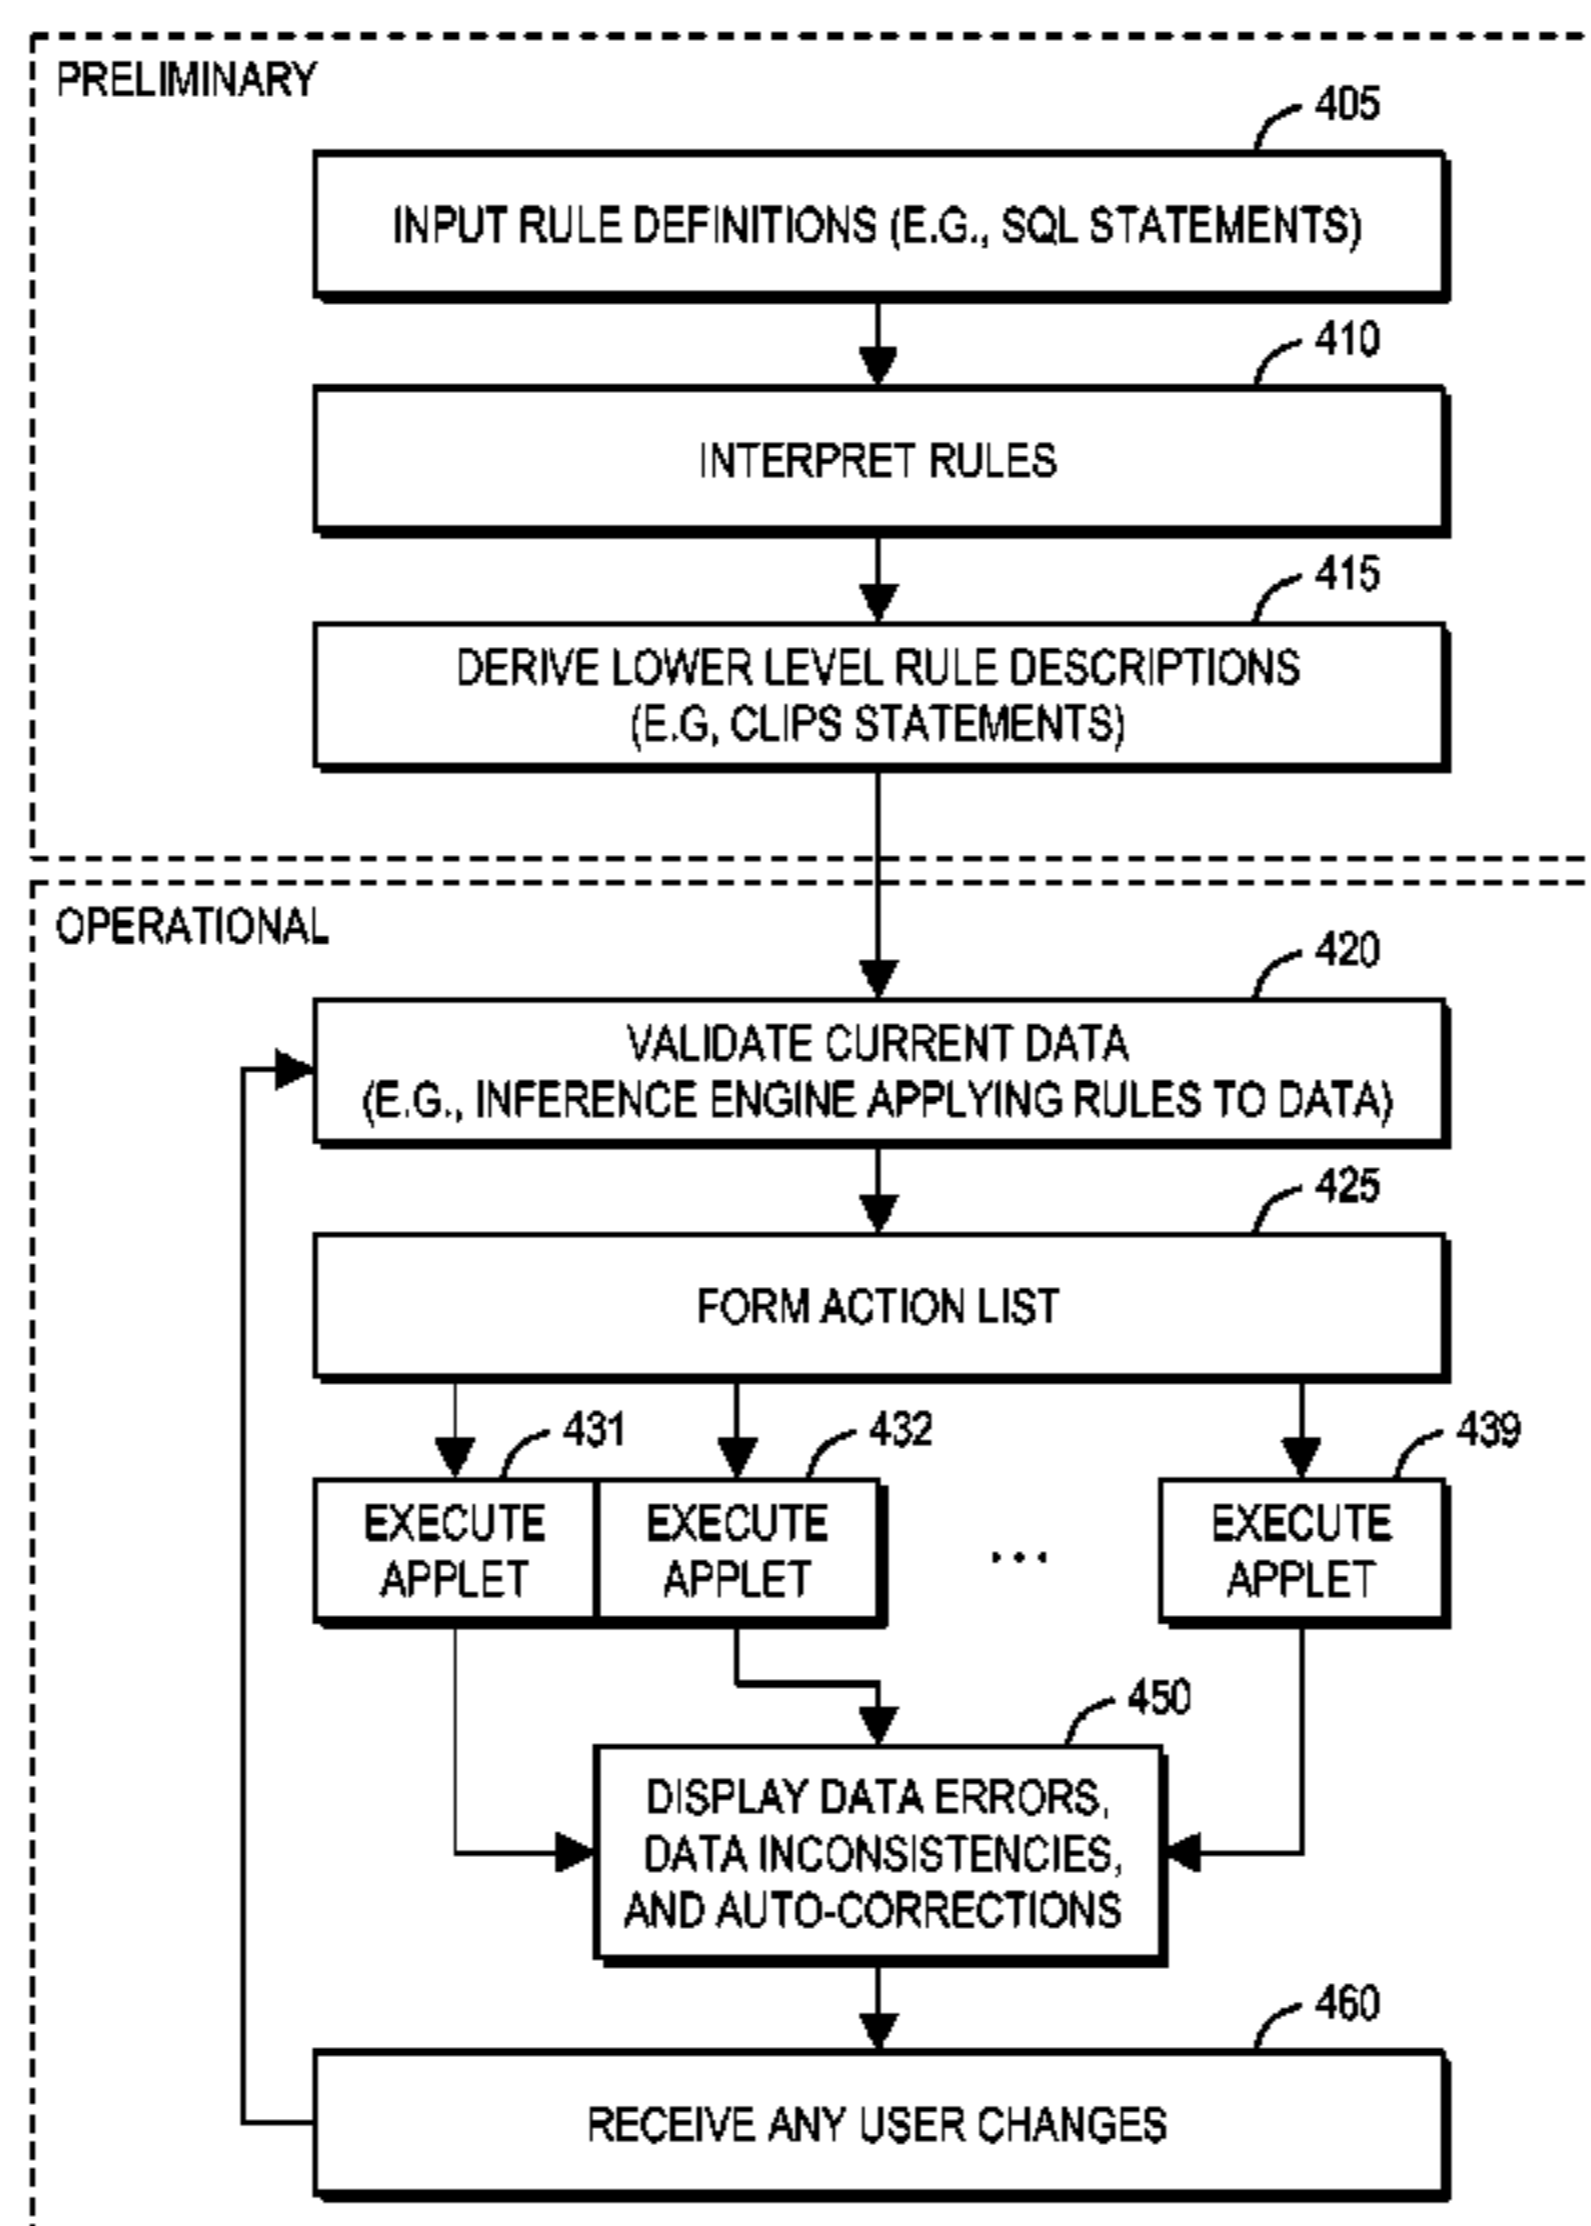 PRELIMINARY
405
INPUT RULE DEFINITIONS (E.G., SQL STATEMENTS)
410
INTERPRET RULES
415
DERIVE LOWER LEVEL RULE DESCRIPTIONS
(E.G, CLIPS STATEMENTS)
OPERATIONAL
420
VALIDATE CURRENT DATA
(E.G., INFERENCE ENGINE APPLYING RULES TO DATA)
425
FORM ACTION LIST
431
EXECUTE
APPLET
432
EXECUTE
APPLET
...
439
EXECUTE
APPLET
450
DISPLAY DATA ERRORS,
DATA INCONSISTENCIES,
AND AUTO-CORRECTIONS
460
RECEIVE ANY USER CHANGES